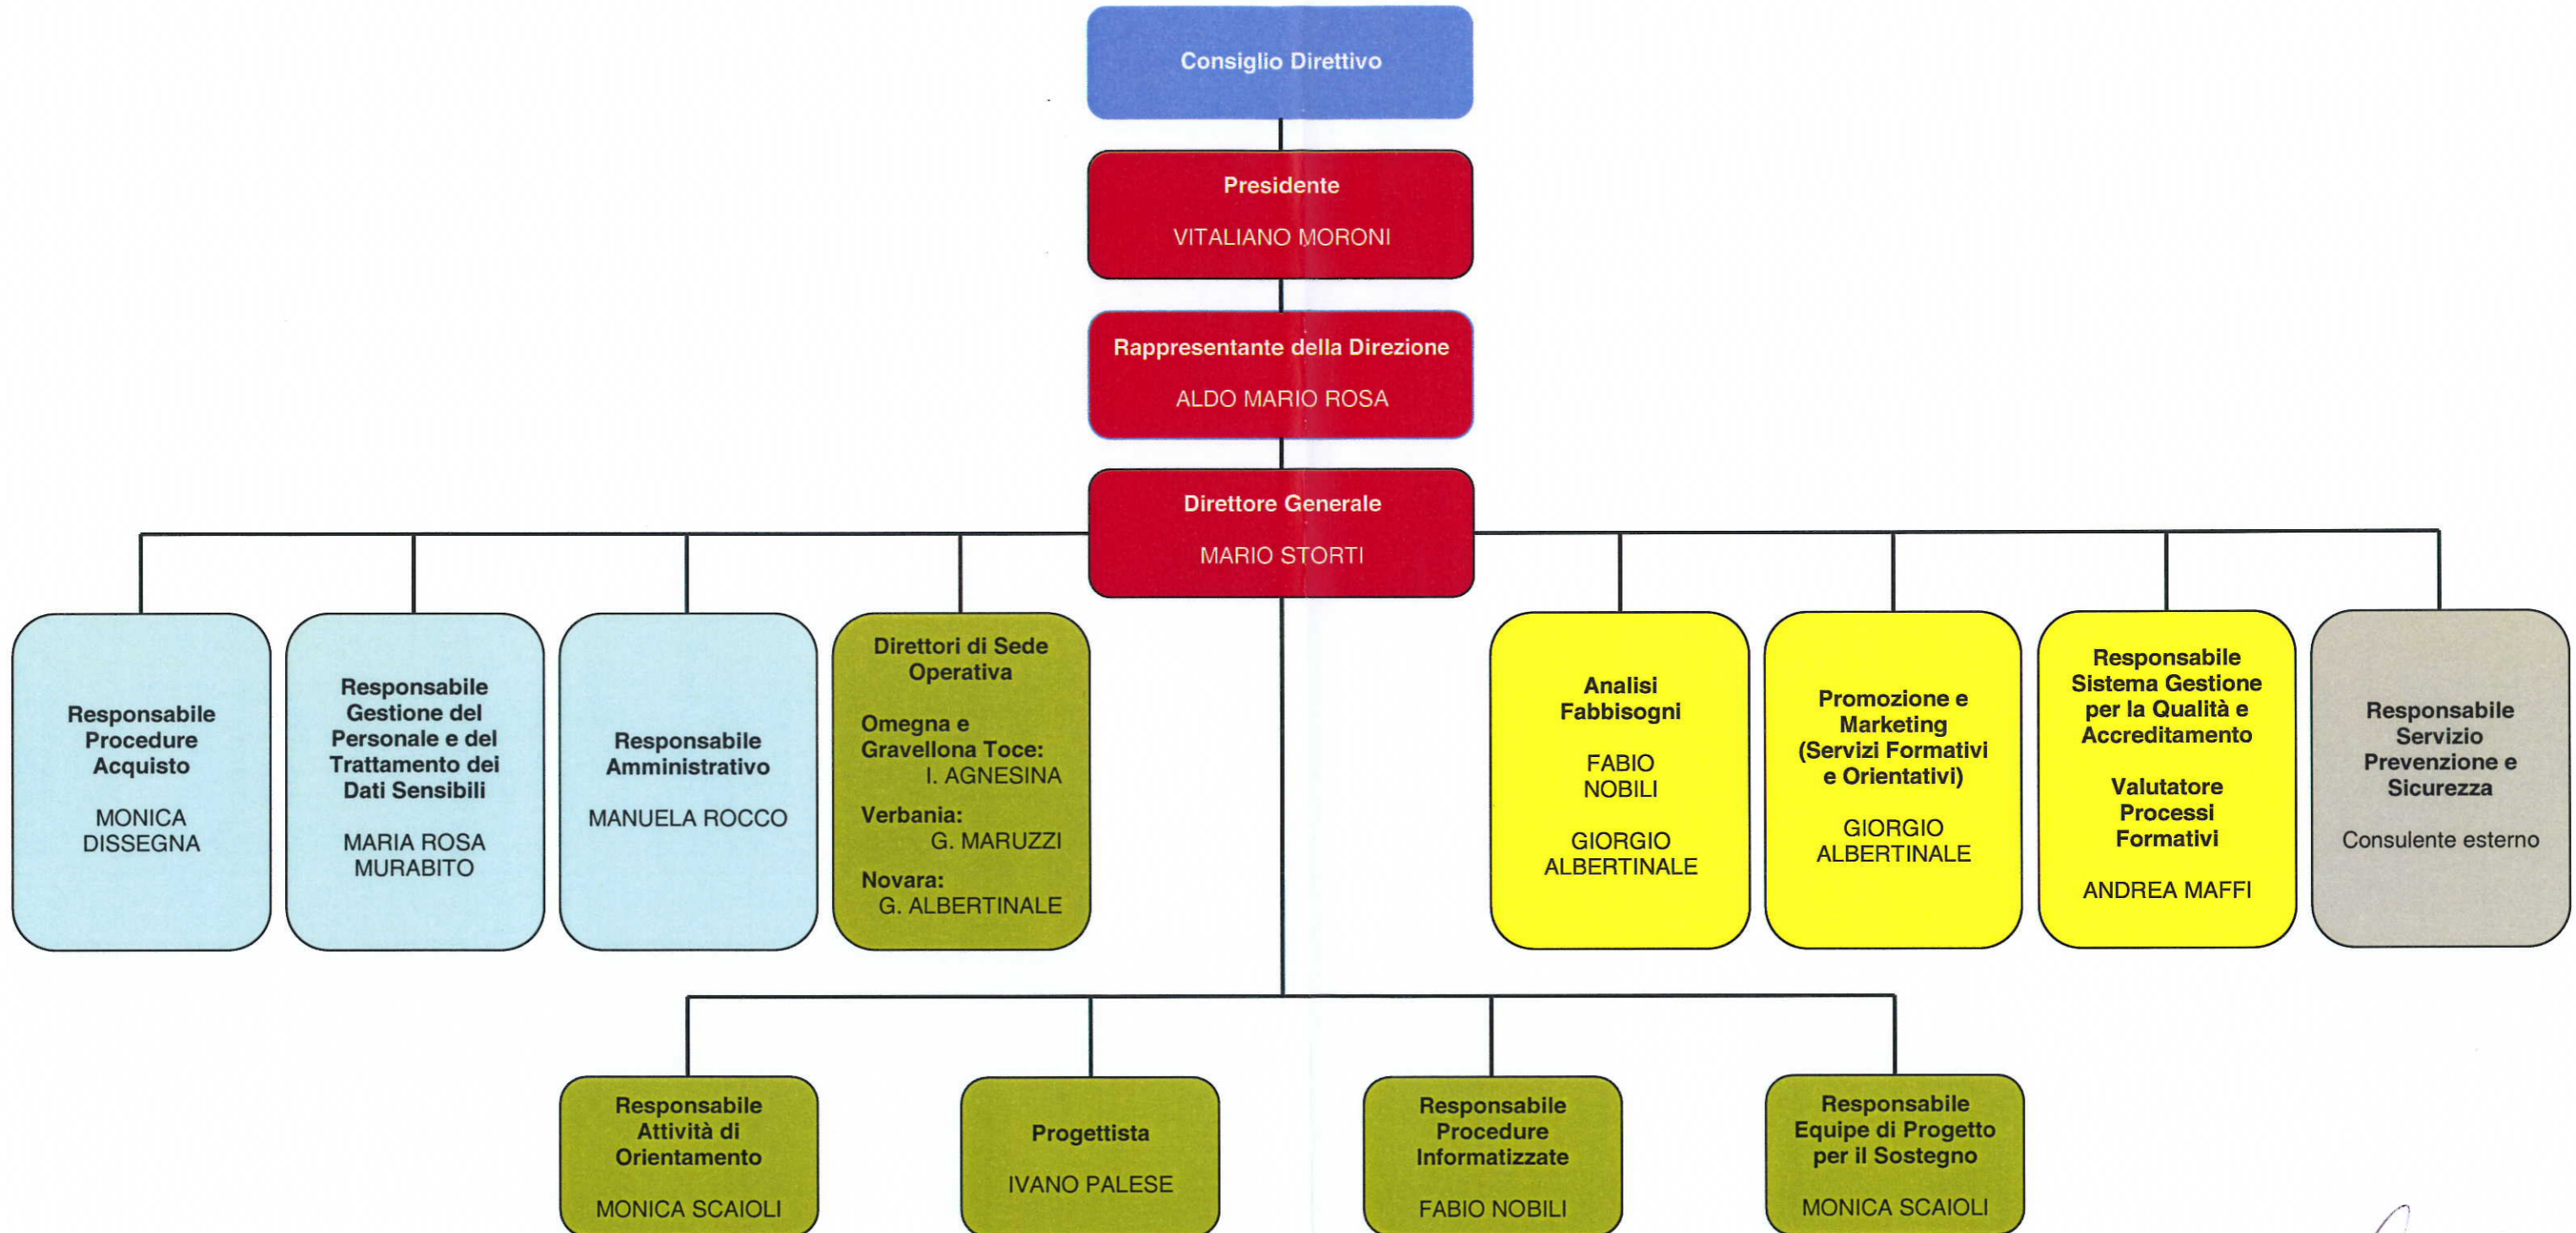 Consiglio Direttivo
Presidente
VITALIANO MORONI
Rappresentante della Direzione
ALDO MARIO ROSA
Direttore Generale
MARIO STORTI
Responsabile
Procedure
Acquisto
MONICA
DISSEGNA
Responsabile
Gestione del
Personale e del
Trattamento dei
Dati Sensibili
MARIA ROSA
MURABITO
Responsabile
Amministrativo
MANUELA ROCCO
Direttori di Sede
Operativa
Omegna e
Gravellona Toce:
I. AGNESINA
Verbania:
G. MARUZZI
Novara:
G. ALBERTINALE
Analisi
Fabbisogni
FABIO
NOBILI
GIORGIO
ALBERTINALE
Promozione e
Marketing
(Servizi Formativi
e Orientativi)
GIORGIO
ALBERTINALE
Responsabile
Sistema Gestione
per la Qualità e
Accreditamento
Valutatore
Processi
Formativi
ANDREA MAFFI
Responsabile
Servizio
Prevenzione e
Sicurezza
Consulente esterno
Responsabile
Attività di
Orientamento
MONICA SCAIOLI
Progettista
IVANO PALESE
Responsabile
Procedure
Informatizzate
FABIO NOBILI
Responsabile
Equipe di Progetto
per il Sostegno
MONICA SCAIOLI